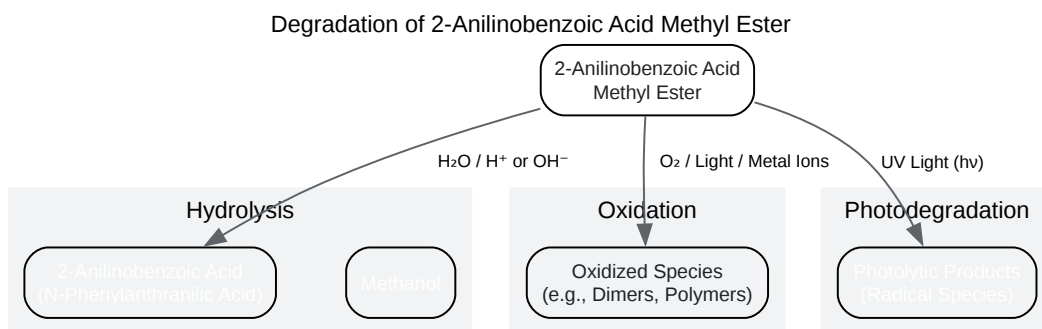 Degradation of 2-Anilinobenzoic Acid Methyl Ester
2-Anilinobenzoic Acid
Methyl Ester
H₂O / H⁺ or OH⁻
O₂ / Light / Metal Ions
UV Light (hν)
Hydrolysis
Oxidation
Photodegradation
2-Anilinobenzoic Acid
(N-Phenylanthranilic Acid)
Methanol
Oxidized Species
(e.g., Dimers, Polymers)
Photolytic Products
(Radical Species)